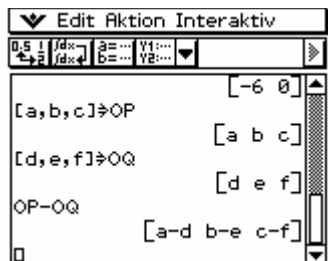 Edit Aktion Interaktiv
[-6 0]
[a,b,c]⇒OP
[a b c]
[d,e,f]⇒OQ
[d e f]
OP-OQ
[a-d b-e c-f]